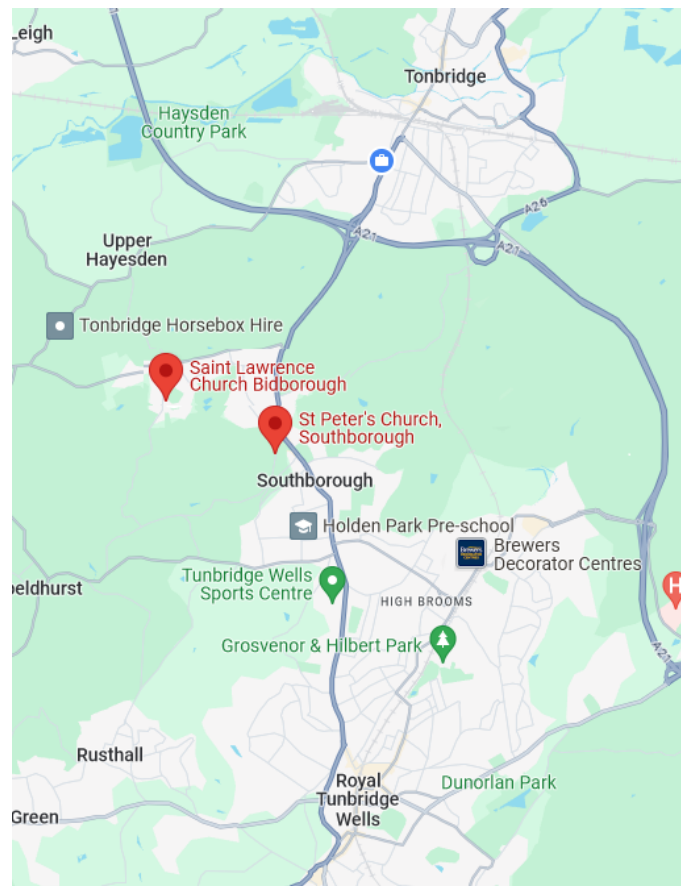 Leigh
Tonbridge
Haysden
Country Park
A26
A21
A21
Upper
Hayesden
Tonbridge Horsebox Hire
Saint Lawrence
Church Bidborough
St Peter's Church,
Southborough
Southborough
Holden Park Pre-school
Brewers
Decorator Centres
peldhurst
Tunbridge Wells
Sports Centre
HIGH BROOMS
H
Grosvenor & Hilbert Park
A21
Rusthall
Royal
Tunbridge
Wells
Dunorlan Park
Green